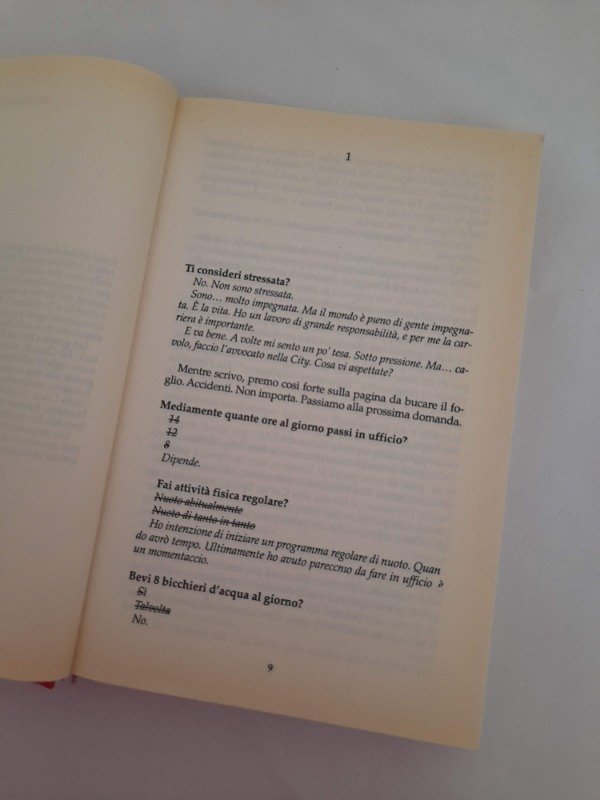 1
Ti consideri stressata?
No. Non sono stressata.
Sono… molto impegnata. Ma il mondo è pieno di gente impegna-
ta. È la vita. Ho un lavoro di grande responsabilità, e per me la car-
riera è importante.
E va bene. A volte mi sento un po' tesa. Sotto pressione. Ma… ca-
volo, faccio l'avvocato nella City. Cosa vi aspettate?
Mentre scrivo, premo così forte sulla pagina da bucare il fo-
glio. Accidenti. Non importa. Passiamo alla prossima domanda.
Mediamente quante ore al giorno passi in ufficio?
14
12
8
Dipende.
Fai attività fisica regolare?
Nuoto abitualmente
Nuoto di tanto in tanto
Ho intenzione di iniziare un programma regolare di nuoto. Quan
do avrò tempo. Ultimamente ho avuto parecchio da fare in ufficio è
un momentaccio.
Bevi 8 bicchieri d'acqua al giorno?
Sì
Talvolta
No.
9